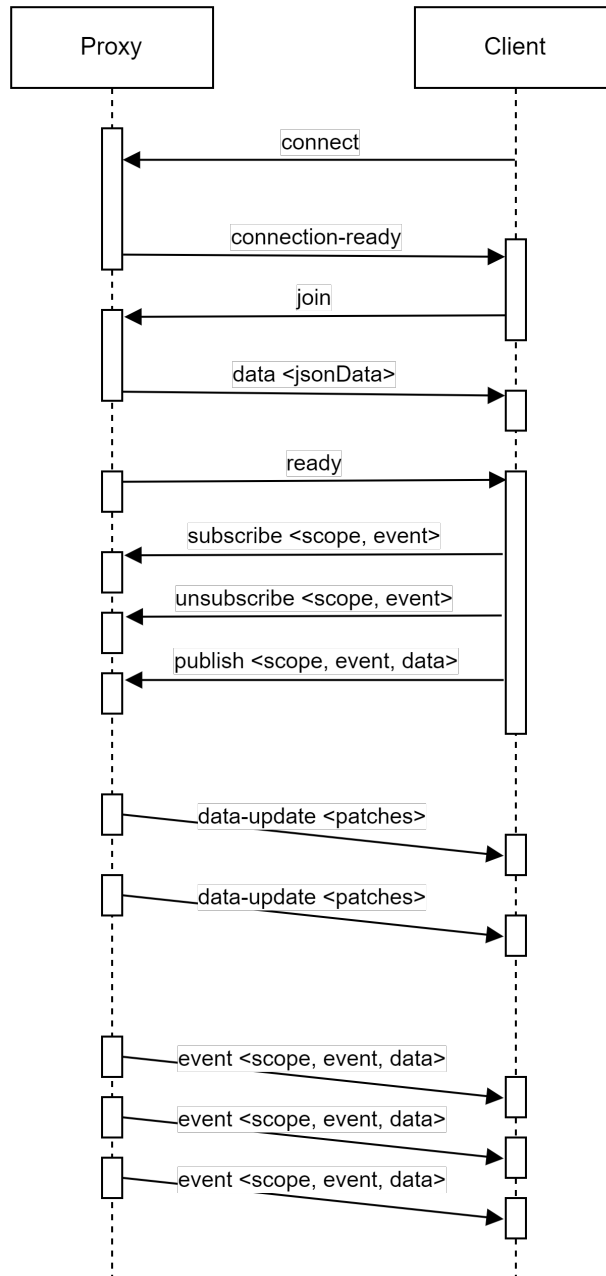 Proxy
Client
connect
connection-ready
join
data <jsonData>
ready
subscribe <scope, event>
unsubscribe <scope, event>
publish <scope, event, data>
data-update <patches>
data-update <patches>
event <scope, event, data>
event <scope, event, data>
event <scope, event, data>